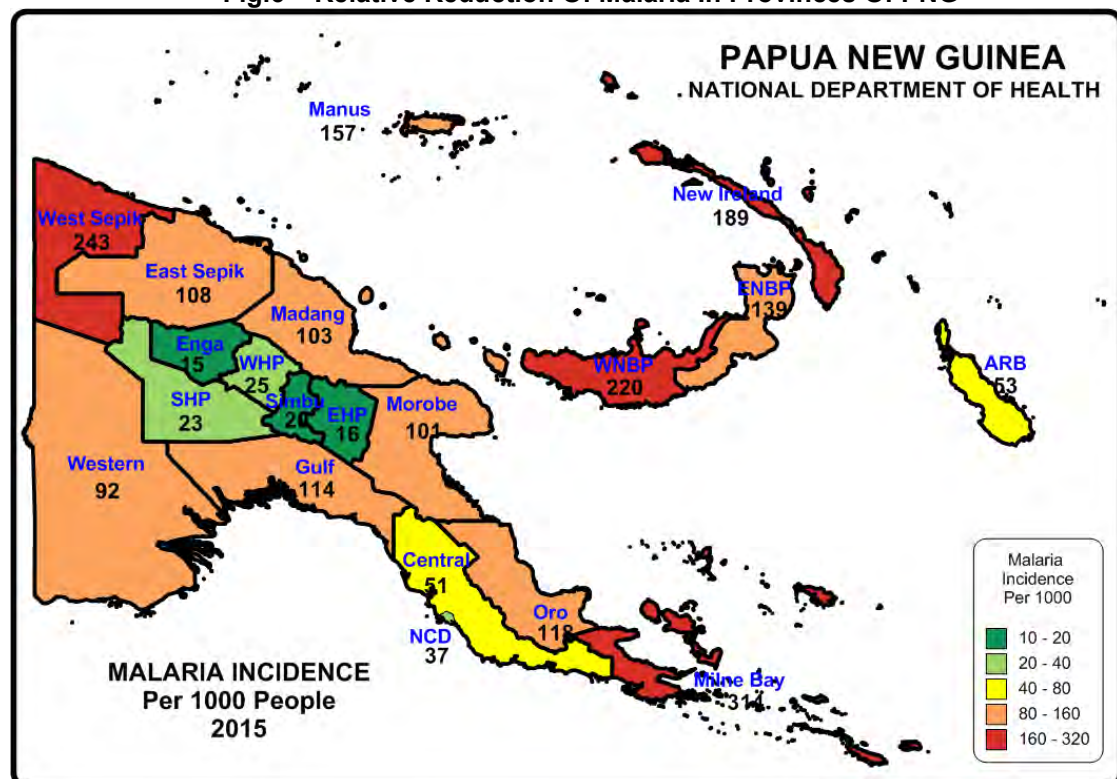 PAPUA NEW GUINEA
NATIONAL DEPARTMENT OF HEALTH
Manus
157
New Ireland
189
West Sepik
243
East Sepik
108
ENBP
139
Madang
103
Enga
15
WHP
25
WNBP
220
ARB
53
SHP
23
Simbu
20
EHP
16
Morobe
101
Western
92
Gulf
114
Central
51
Oro
118
NCD
37
Milne Bay
314
MALARIA INCIDENCE
Per 1000 People
2015
Malaria
Incidence
Per 1000
10 - 20
20 - 40
40 - 80
80 - 160
160 - 320